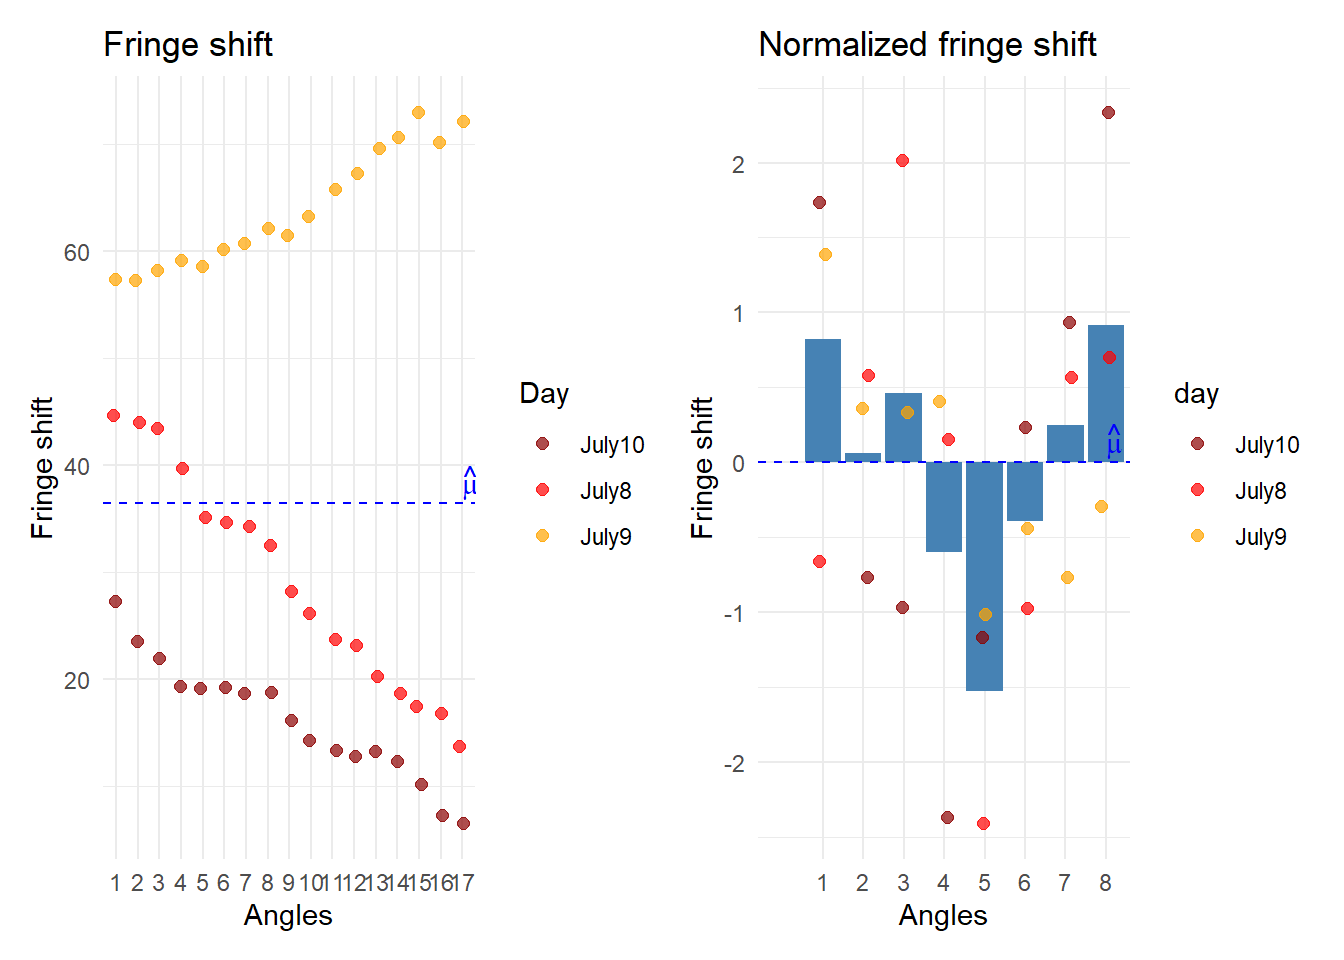 Fringe shift
Fringe shift
60
40
20
μ̂
1 2 3 4 5 6 7 8 9 10 11 12 13 14 15 16 17
Angles
Day
July10
July8
July9
Normalized fringe shift
Fringe shift
2
1
0
-1
-2
μ̂
1 2 3 4 5 6 7 8
Angles
day
July10
July8
July9